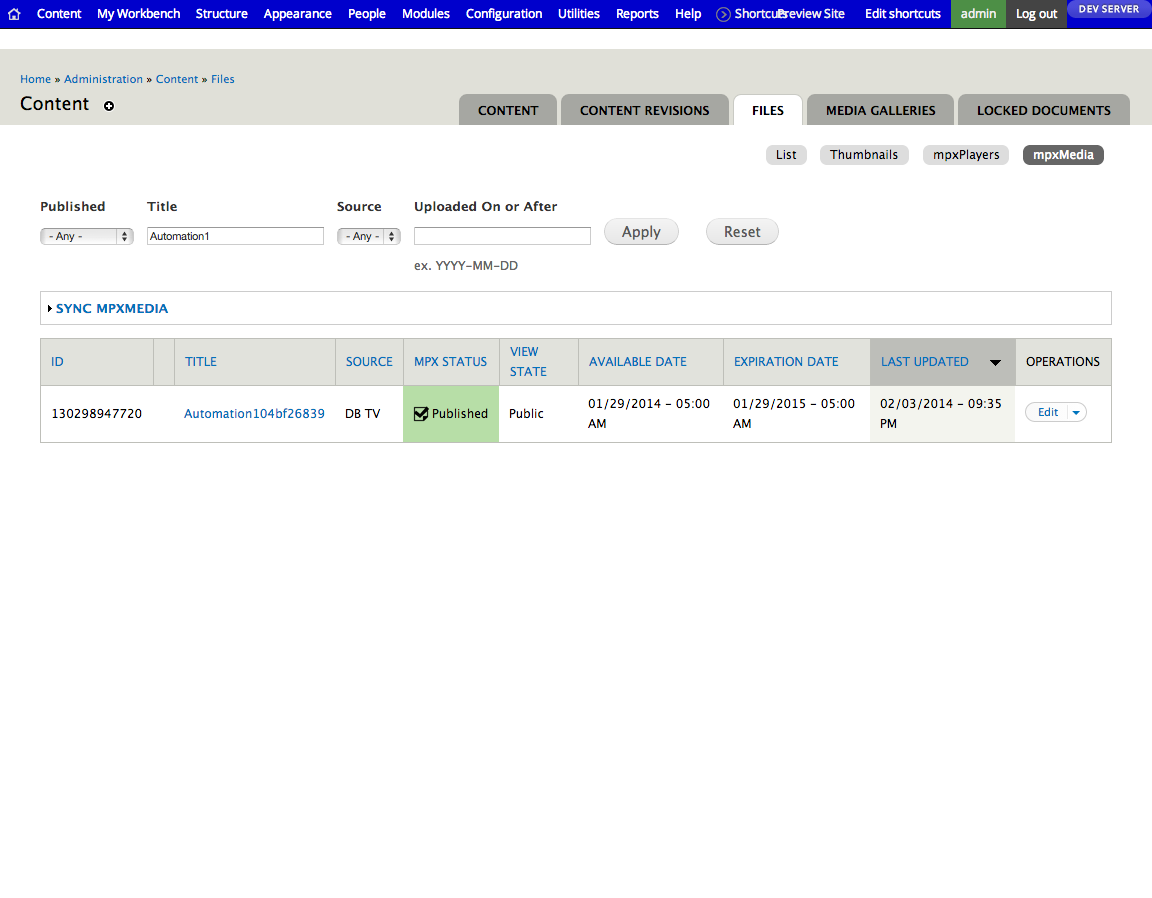 Content My Workbench Structure Appearance People Modules Configuration Utilities Reports Help Shortcuts Preview Site Edit shortcuts admin Log out DEV SERVER
Home » Administration » Content » Files
Content
CONTENT CONTENT REVISIONS FILES MEDIA GALLERIES LOCKED DOCUMENTS
List Thumbnails mpxPlayers mpxMedia
Published Title Source Uploaded On or After
- Any - Automation1 - Any - Apply Reset
ex. YYYY-MM-DD
SYNC MPXMEDIA
ID TITLE SOURCE MPX STATUS VIEW STATE AVAILABLE DATE EXPIRATION DATE LAST UPDATED OPERATIONS
130298947720 Automation104bf26839 DB TV Published Public 01/29/2014 - 05:00 AM 01/29/2015 - 05:00 AM 02/03/2014 - 09:35 PM Edit